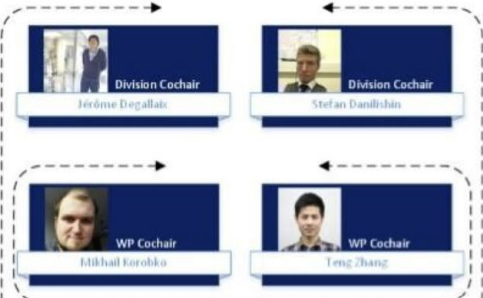 Division Cochair
Jérôme Degallaix
Division Cochair
Stefan Danilishin
WP Cochair
Mikhail Korobko
WP Cochair
Teng Zhang